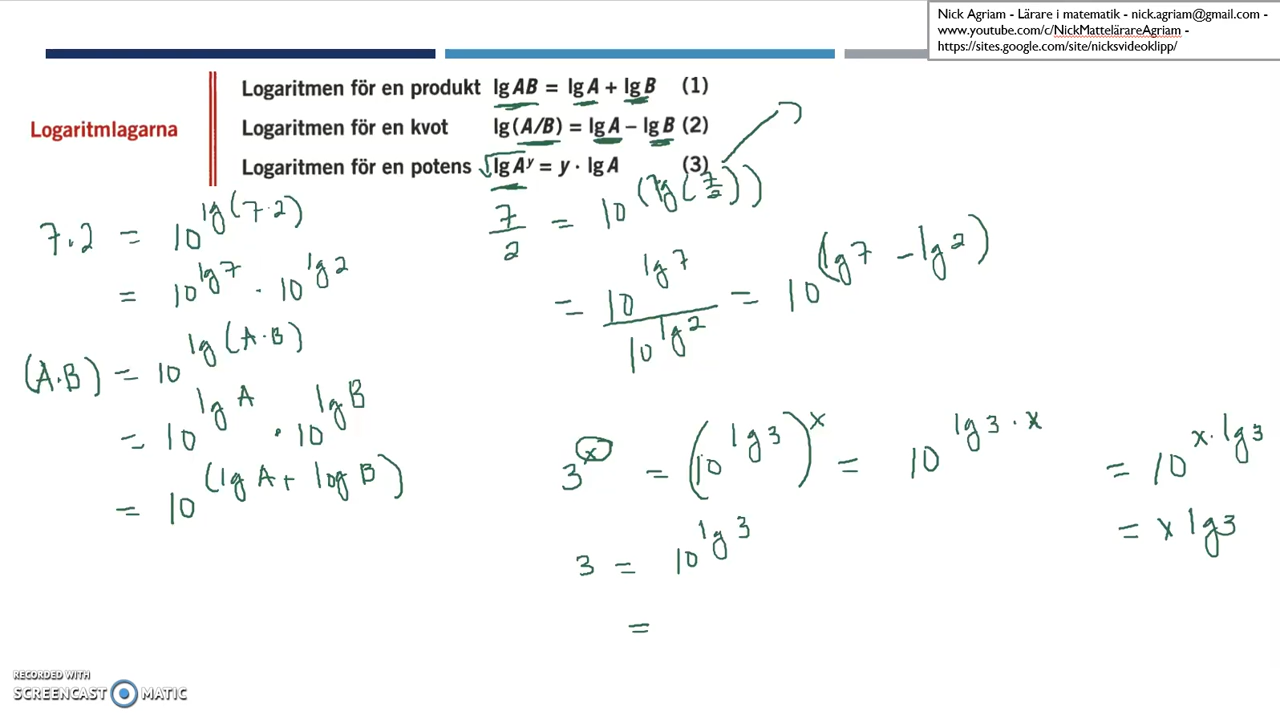 Nick Agriam - Lärare i matematik - nick.agriam@gmail.com -
www.youtube.com/c/NickMattelärareAgriam -
https://sites.google.com/site/nicksvideoklipp/
Logaritmlagarna
Logaritmen för en produkt lg AB = lg A + lg B (1)
Logaritmen för en kvot lg(A/B) = lg A – lg B (2)
Logaritmen för en potens lg A^y = y · lg A (3)
7·2 = 10^lg(7·2)
= 10^lg7 · 10^lg2
(A·B) = 10^lg(A·B)
= 10^lgA · 10^lgB
= 10^(lgA + logB)
7/2 = 10^(lg(7/2))
= 10^lg7 / 10^lg2 = 10^(lg7 – lg2)
3^x = (10^lg3)^x = 10^lg3·x = 10^x·lg3
= x lg3
3 = 10^lg3
=
RECORDED WITH
SCREENCAST MATIC